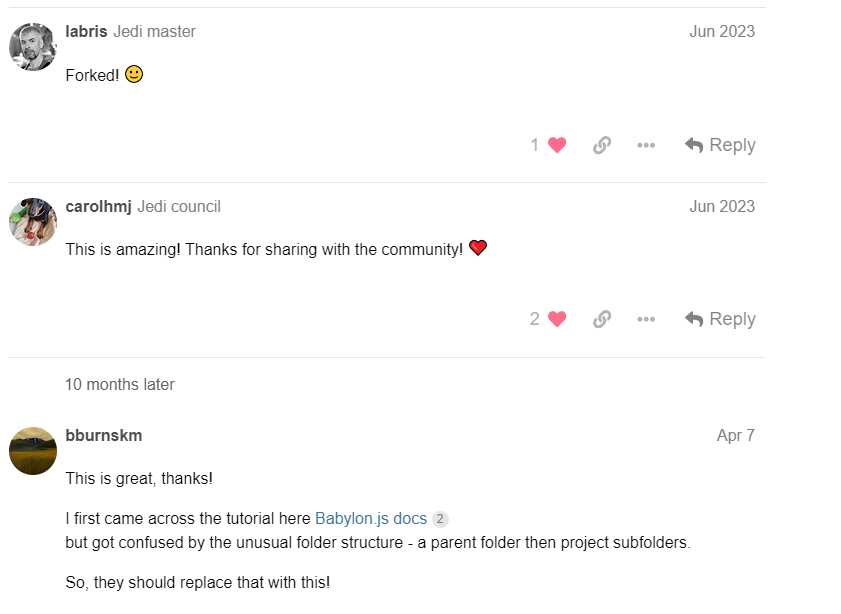 labris Jedi master Jun 2023
Forked! 🙂
1 Reply
carolhmj Jedi council Jun 2023
This is amazing! Thanks for sharing with the community! ❤️
2 Reply
10 months later
bburnskm Apr 7
This is great, thanks!
I first came across the tutorial here Babylon.js docs 2
but got confused by the unusual folder structure - a parent folder then project subfolders.
So, they should replace that with this!